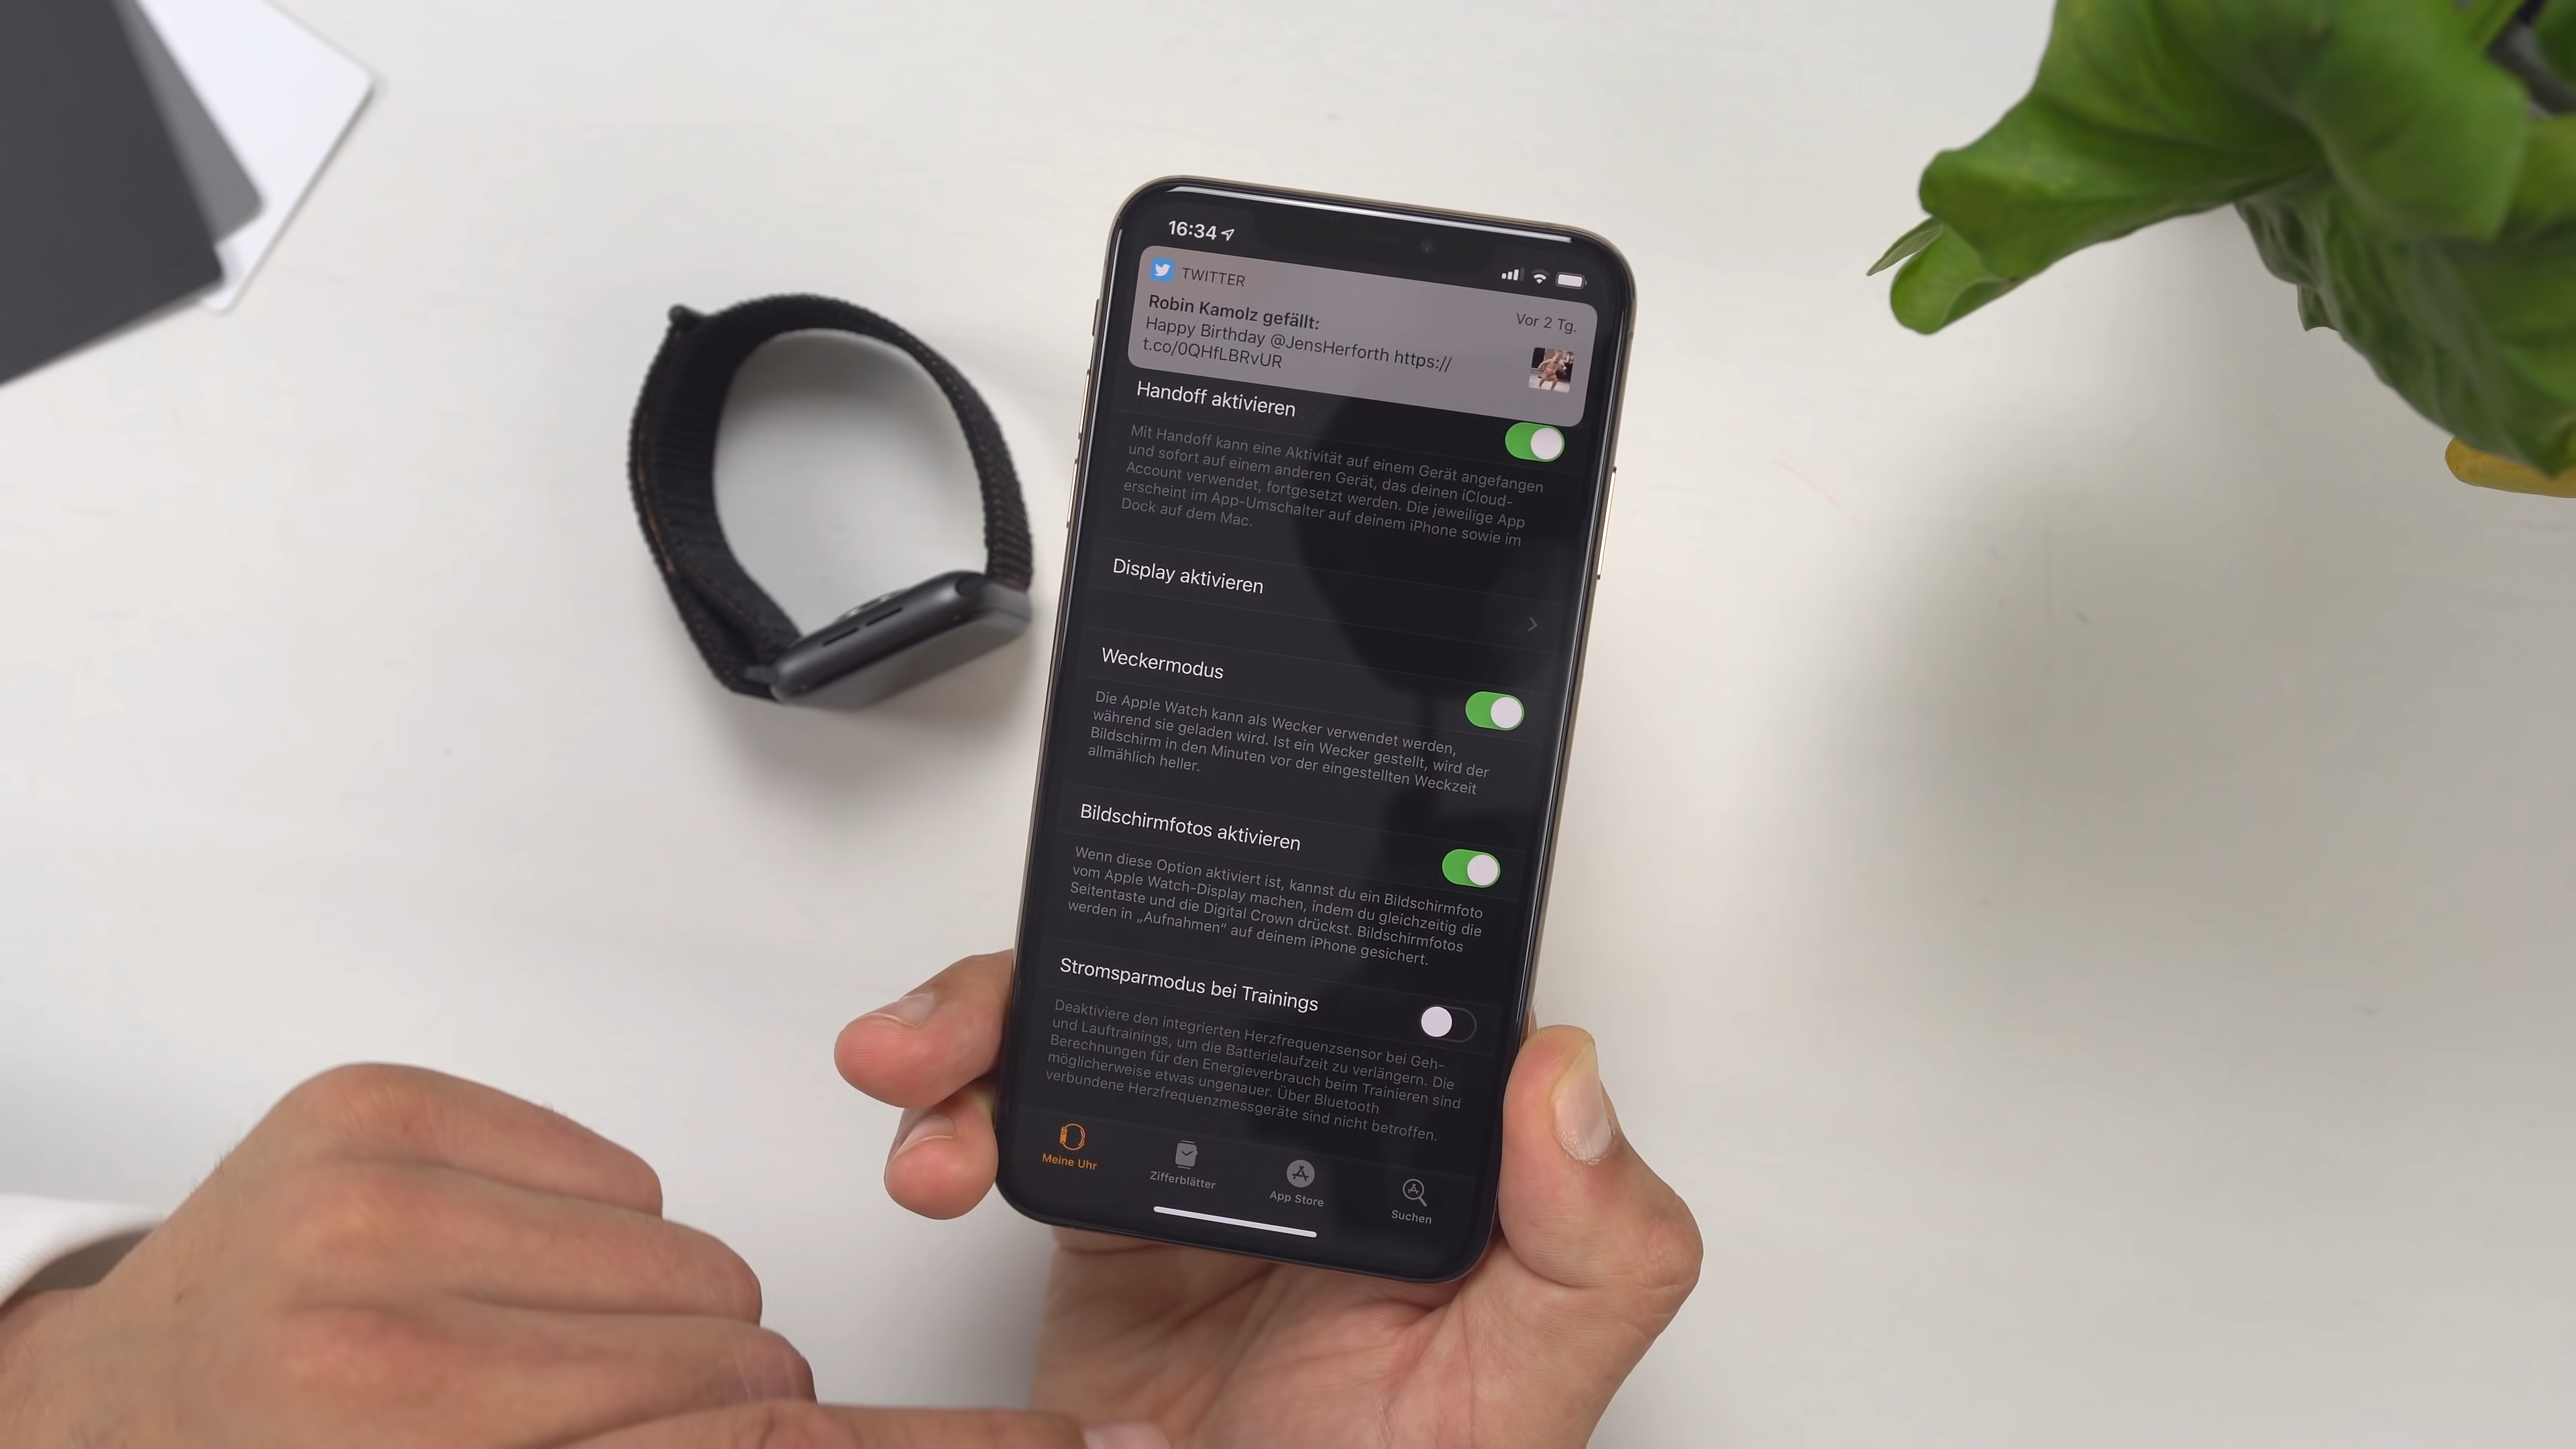 16:34
TWITTER
Vor 2 Tg.
Robin Kamolz gefällt:
Happy Birthday @JensHerforth https://
t.co/0QHfLBRvUR
Handoff aktivieren
Mit Handoff kann eine Aktivität auf einem Gerät angefangen
und sofort auf einem anderen Gerät, das deinen iCloud-
Account verwendet, fortgesetzt werden. Die jeweilige App
erscheint im App-Umschalter auf deinem iPhone sowie im
Dock auf dem Mac.
Display aktivieren
Weckermodus
Die Apple Watch kann als Wecker verwendet werden,
während sie geladen wird. Ist ein Wecker gestellt, wird der
Bildschirm in den Minuten vor der eingestellten Weckzeit
allmählich heller.
Bildschirmfotos aktivieren
Wenn diese Option aktiviert ist, kannst du ein Bildschirmfoto
vom Apple Watch-Display machen, indem du gleichzeitig die
Seitentaste und die Digital Crown drückst. Bildschirmfotos
werden in „Aufnahmen“ auf deinem iPhone gesichert.
Stromsparmodus bei Trainings
Deaktiviere den integrierten Herzfrequenzsensor bei Geh-
und Lauftrainings, um die Batterielaufzeit zu verlängern. Die
Berechnungen für den Energieverbrauch beim Trainieren sind
möglicherweise etwas ungenauer. Über Bluetooth
verbundene Herzfrequenzmessgeräte sind nicht betroffen.
Meine Uhr
Zifferblätter
App Store
Suchen